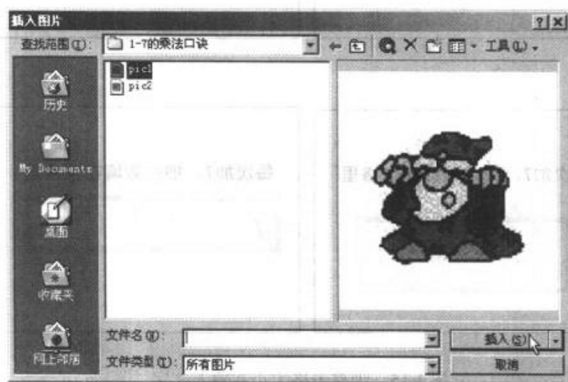 插入图片
查找范围(I): 1-7的乘法口诀 工具(L)
pic1
pic2
历史
My Documents
桌面
收藏夹
网上邻居
文件名(N):
文件类型(T): 所有图片
插入(S)
取消